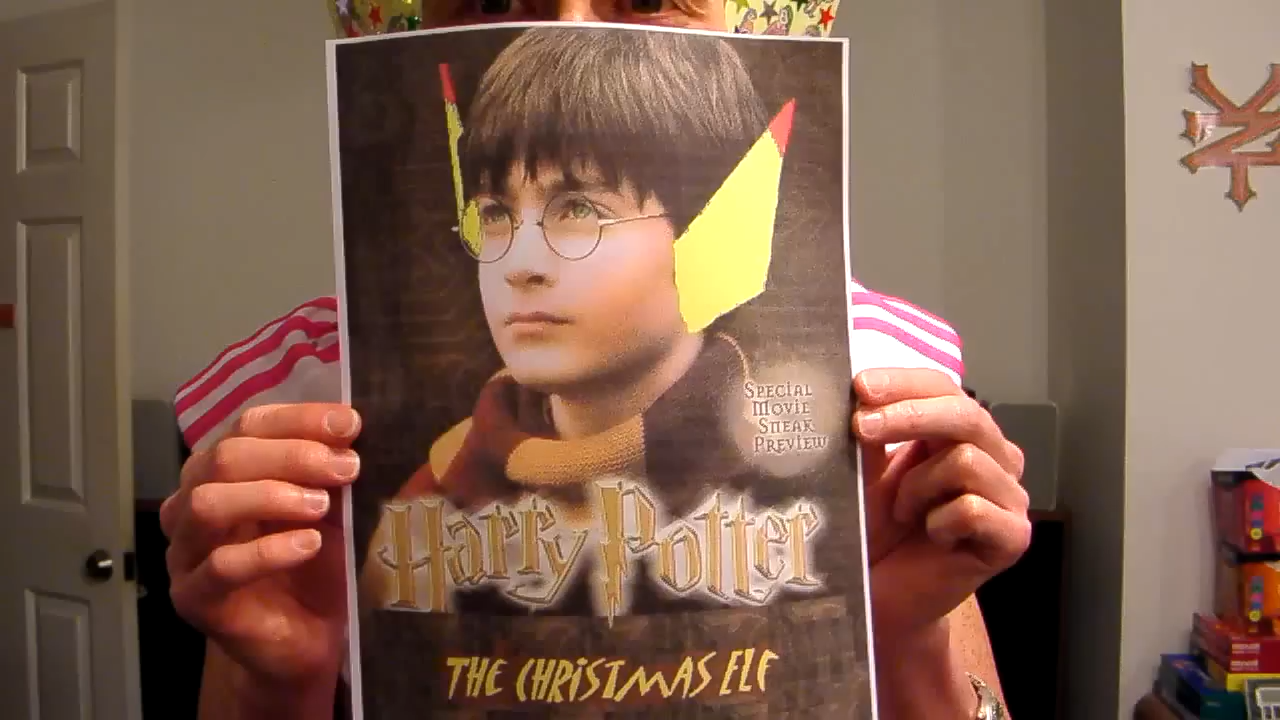 Special
Movie
Sneak
Preview
Harry Potter
THE CHRISTMAS ELF